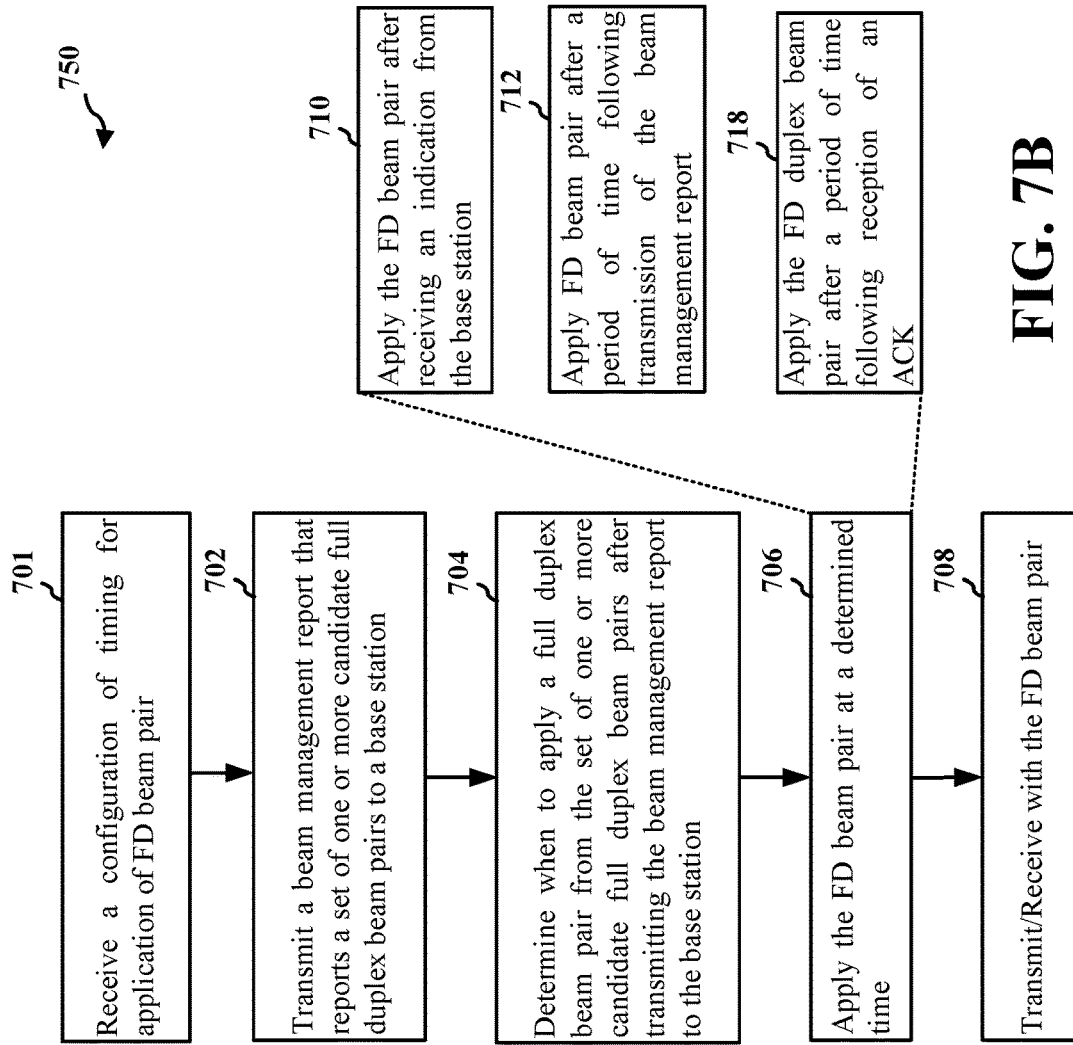 750
701
Receive a configuration of timing for
application of FD beam pair
702
Transmit a beam management report that
reports a set of one or more candidate full
duplex beam pairs to a base station
704
Determine when to apply a full duplex
beam pair from the set of one or more
candidate full duplex beam pairs after
transmitting the beam management report
to the base station
706
Apply the FD beam pair at a determined
time
708
Transmit/Receive with the FD beam pair
710
Apply the FD beam pair after
receiving an indication from
the base station
712
Apply FD beam pair after a
period of time following
transmission of the beam
management report
718
Apply the FD duplex beam
pair after a period of time
following reception of an
ACK
FIG. 7B